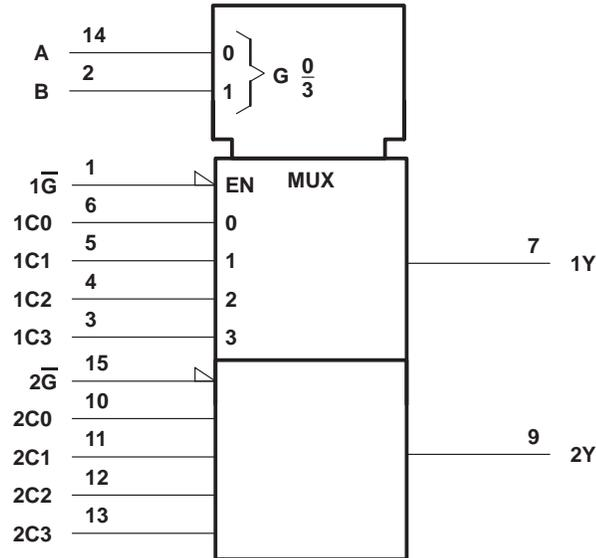 A 14 0 G 0/3
B 2 1
1G̅ 1 EN MUX
1C0 6 0
1C1 5 1 7 1Y
1C2 4 2
1C3 3 3
2G̅ 15
2C0 10
2C1 11 9 2Y
2C2 12
2C3 13